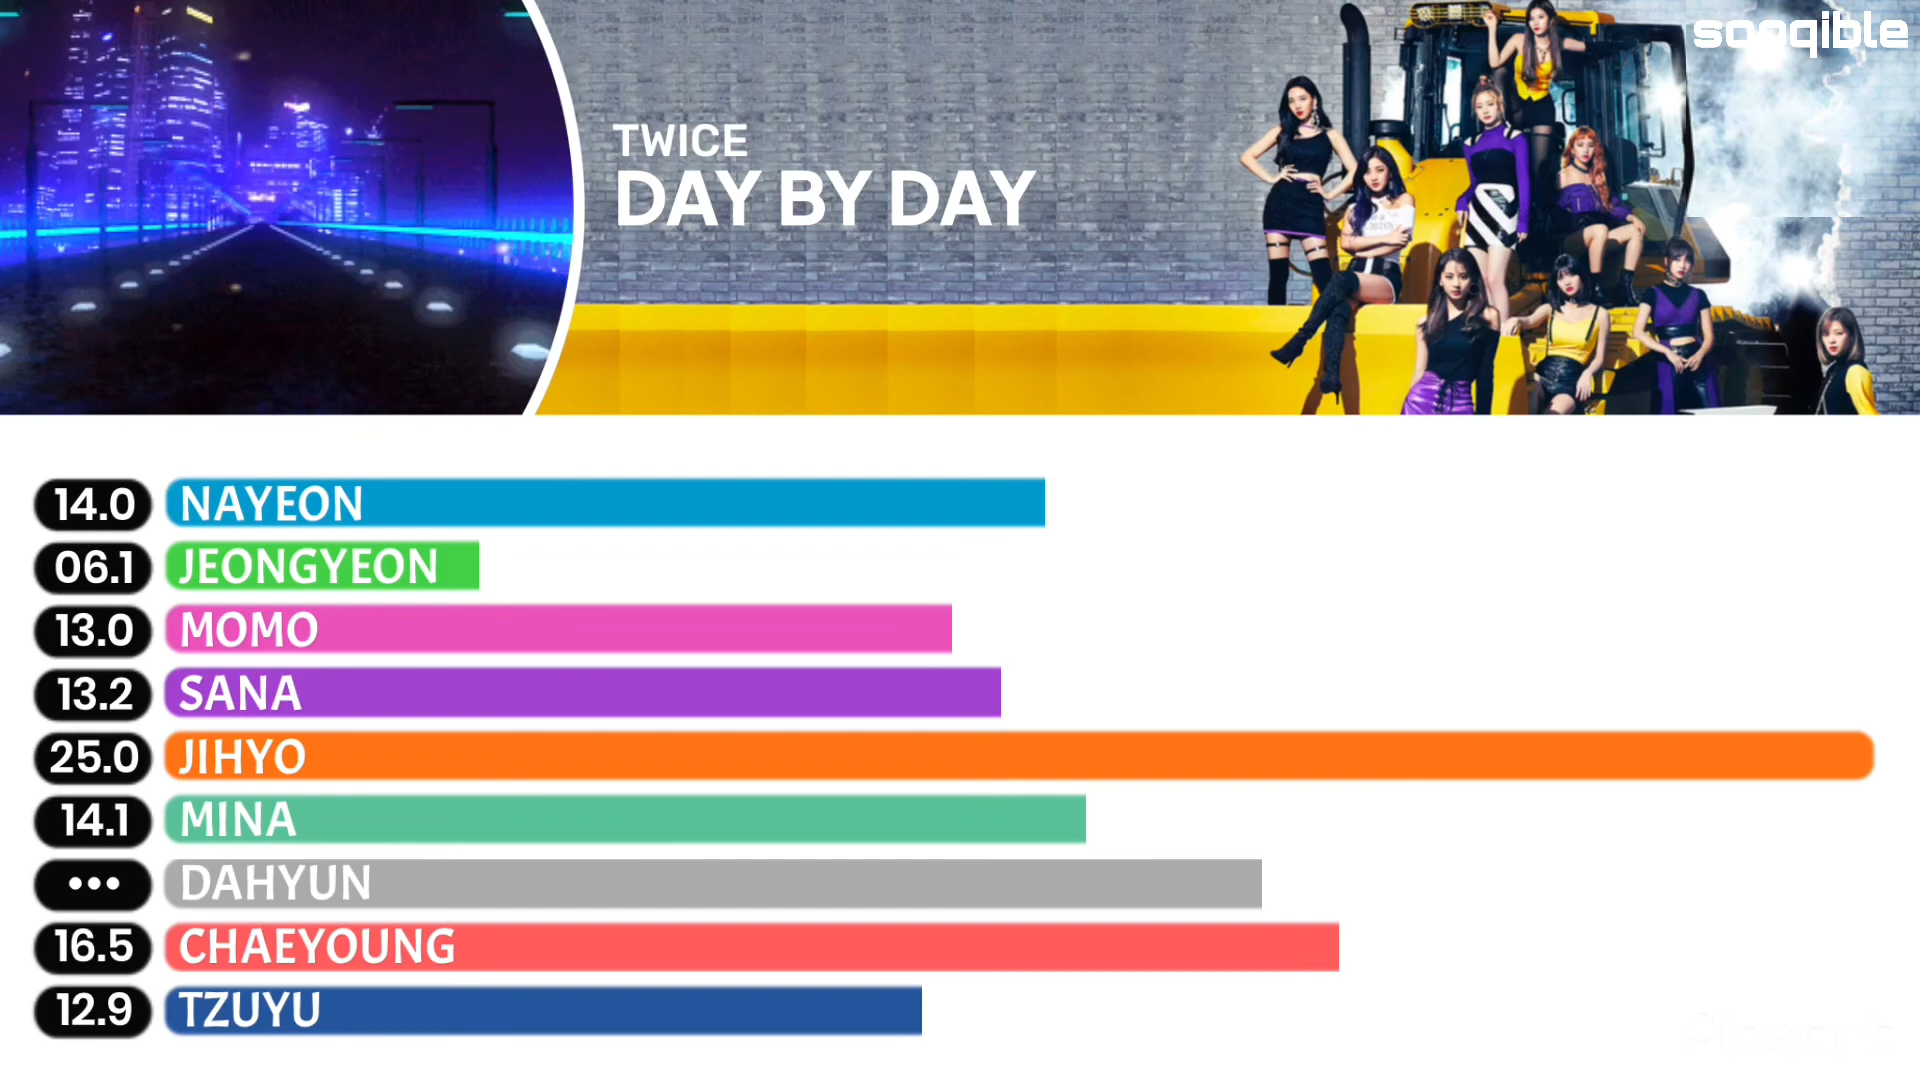 songible
TWICE
DAY BY DAY
14.0 NAYEON
06.1 JEONGYEON
13.0 MOMO
13.2 SANA
25.0 JIHYO
14.1 MINA
••• DAHYUN
16.5 CHAEYOUNG
12.9 TZUYU